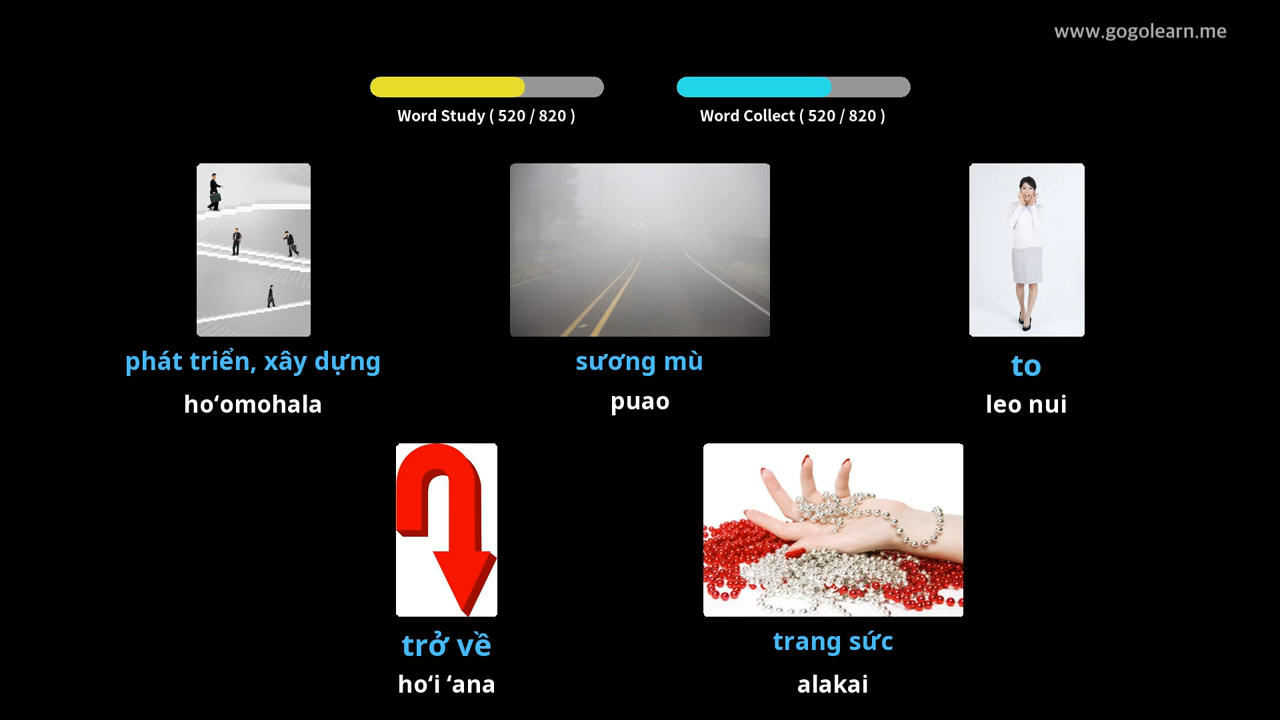 www.gogolearn.me
Word Study ( 520 / 820 )
Word Collect ( 520 / 820 )
phát triển, xây dựng
hoʻomohala
sương mù
puao
to
leo nui
trở về
hoʻi ʻana
trang sức
alakai